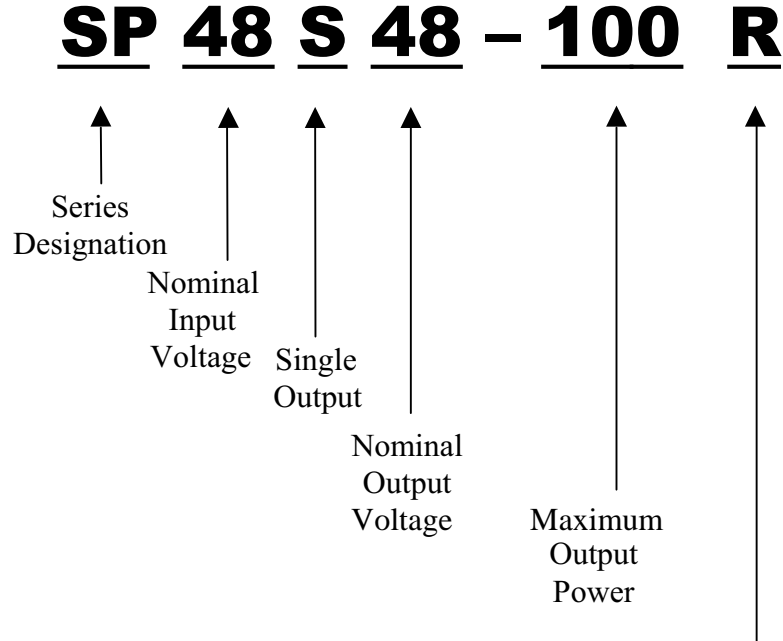 SP 48 S 48 – 100 R
Series
Designation
Nominal
Input
Voltage
Single
Output
Nominal
Output
Voltage
Maximum
Output
Power